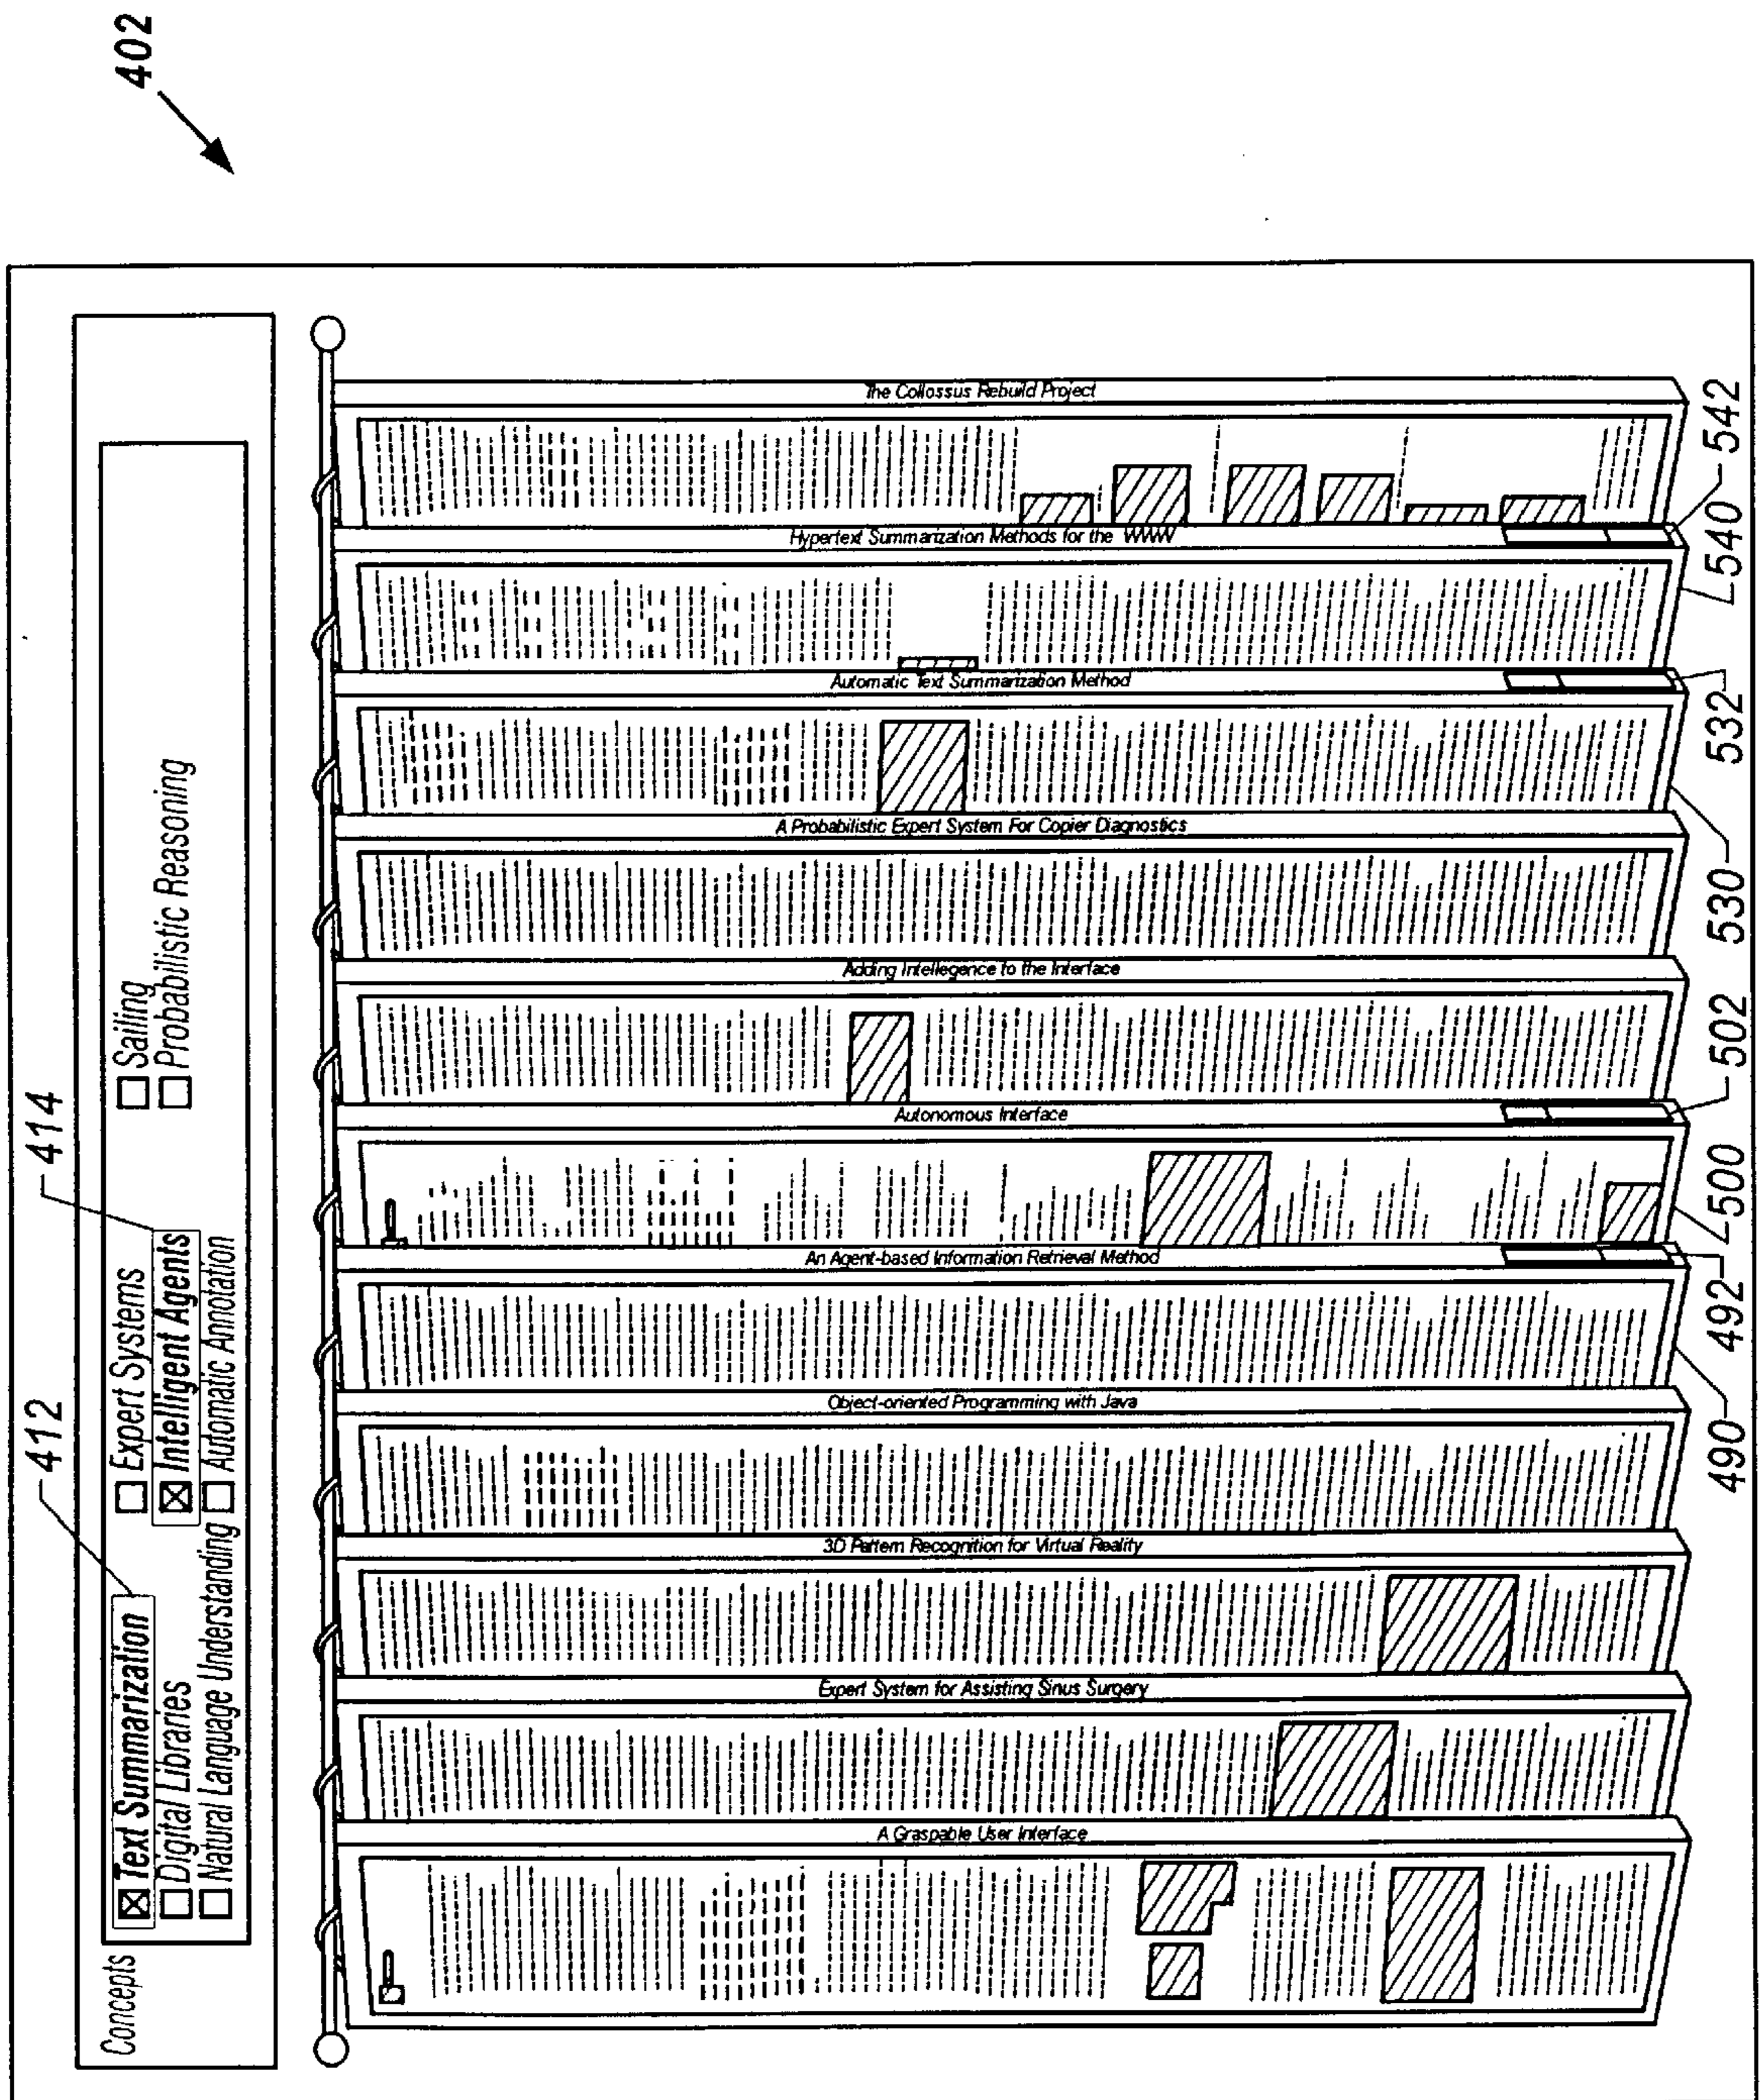 402
412
414
Concepts
Text Summarization
Digital Libraries
Natural Language Understanding
Expert Systems
Intelligent Agents
Automatic Annotation
Sailing
Probabilistic Reasoning
A Graspable User Interface
Expert System for Assisting Sinus Surgery
3D Pattern Recognition for Virtual Reality
Object-oriented Programming with Java
An Agent-based Information Retrieval Method
Autonomous Interface
Adding Intellegence to the Interface
A Probabilistic Expert System For Copier Diagnostics
Automatic Text Summarization Method
Hypertext Summarization Methods for the WWW
The Collossus Rebuild Project
490
492
500
502
530
532
540
542